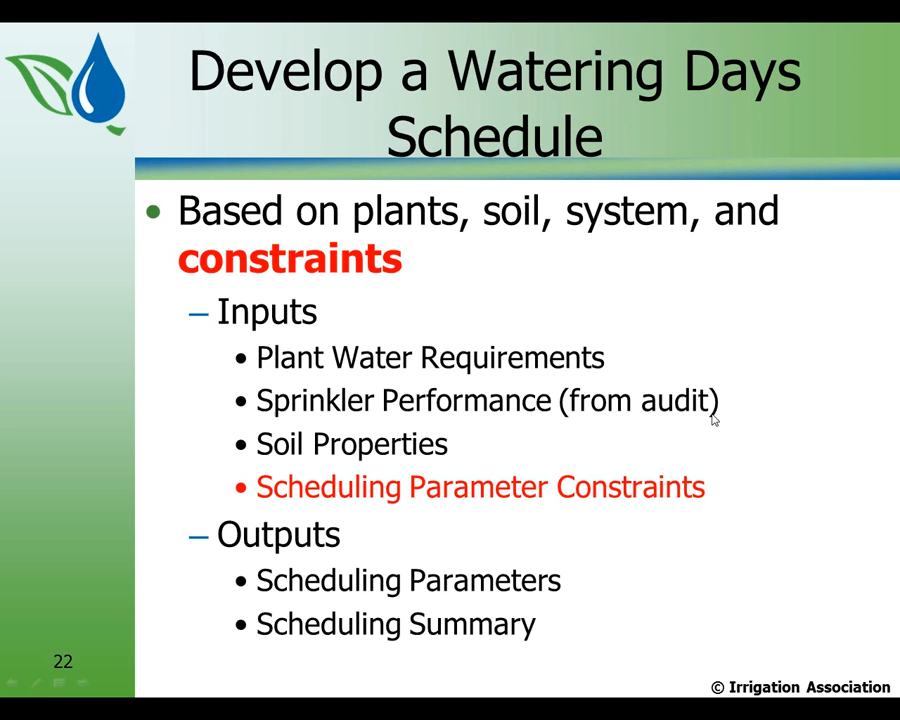 Develop a Watering Days
Schedule
• Based on plants, soil, system, and
constraints
– Inputs
• Plant Water Requirements
• Sprinkler Performance (from audit)
• Soil Properties
• Scheduling Parameter Constraints
– Outputs
• Scheduling Parameters
• Scheduling Summary
22
© Irrigation Association